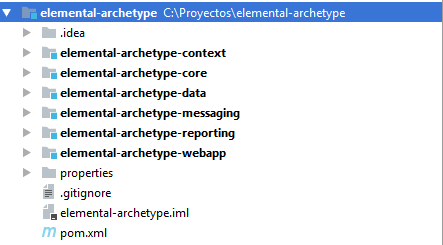 elemental-archetype C:\Proyectos\elemental-archetype
.idea
elemental-archetype-context
elemental-archetype-core
elemental-archetype-data
elemental-archetype-messaging
elemental-archetype-reporting
elemental-archetype-webapp
properties
.gitignore
elemental-archetype.iml
m pom.xml